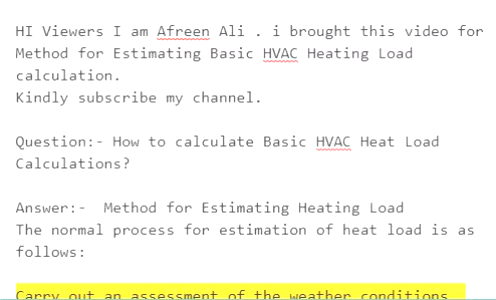 HI Viewers I am Afreen Ali . i brought this video for
Method for Estimating Basic HVAC Heating Load
calculation.
Kindly subscribe my channel.
Question:- How to calculate Basic HVAC Heat Load
Calculations?
Answer:-  Method for Estimating Heating Load
The normal process for estimation of heat load is as
follows:
Carry out an assessment of the weather conditions